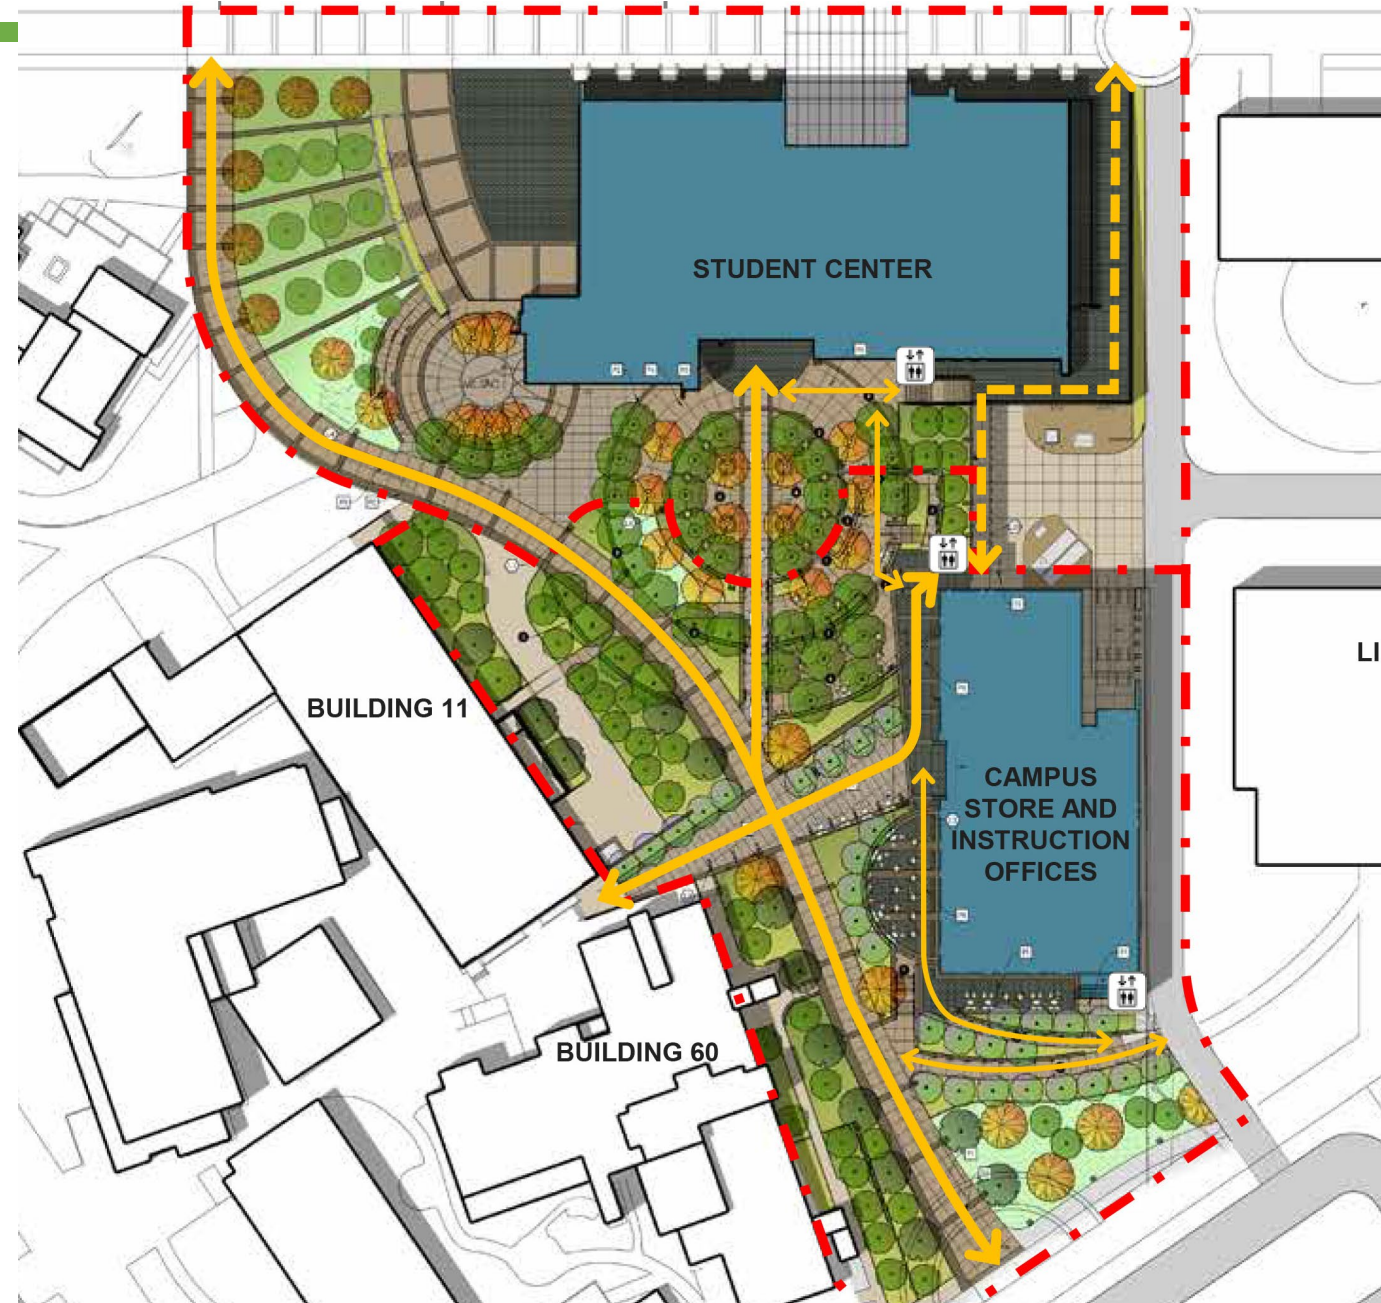 STUDENT CENTER
BUILDING 11
LI
CAMPUS
STORE AND
INSTRUCTION
OFFICES
BUILDING 60